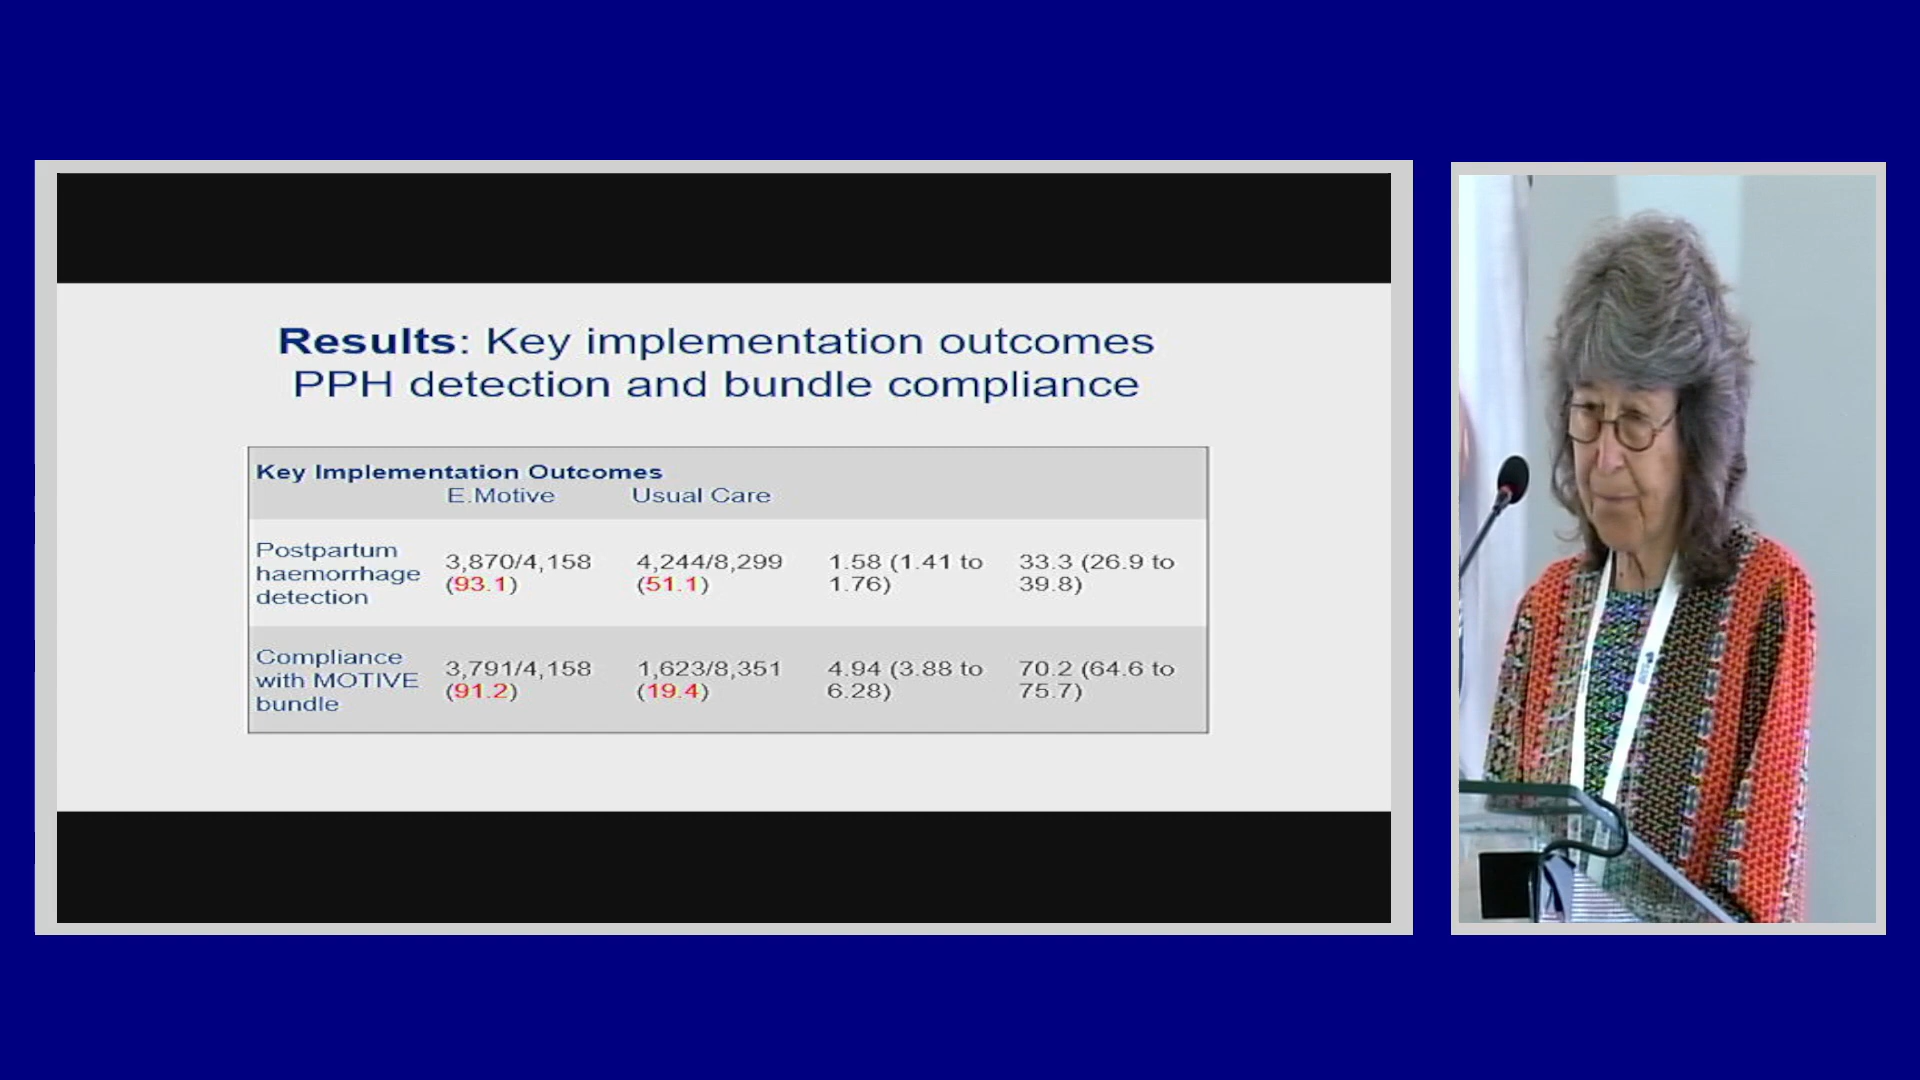 Results: Key implementation outcomes
PPH detection and bundle compliance
Key Implementation Outcomes
E.Motive Usual Care
Postpartum haemorrhage detection
3,870/4,158 (93.1)
4,244/8,299 (51.1)
1.58 (1.41 to 1.76)
33.3 (26.9 to 39.8)
Compliance with MOTIVE bundle
3,791/4,158 (91.2)
1,623/8,351 (19.4)
4.94 (3.88 to 6.28)
70.2 (64.6 to 75.7)